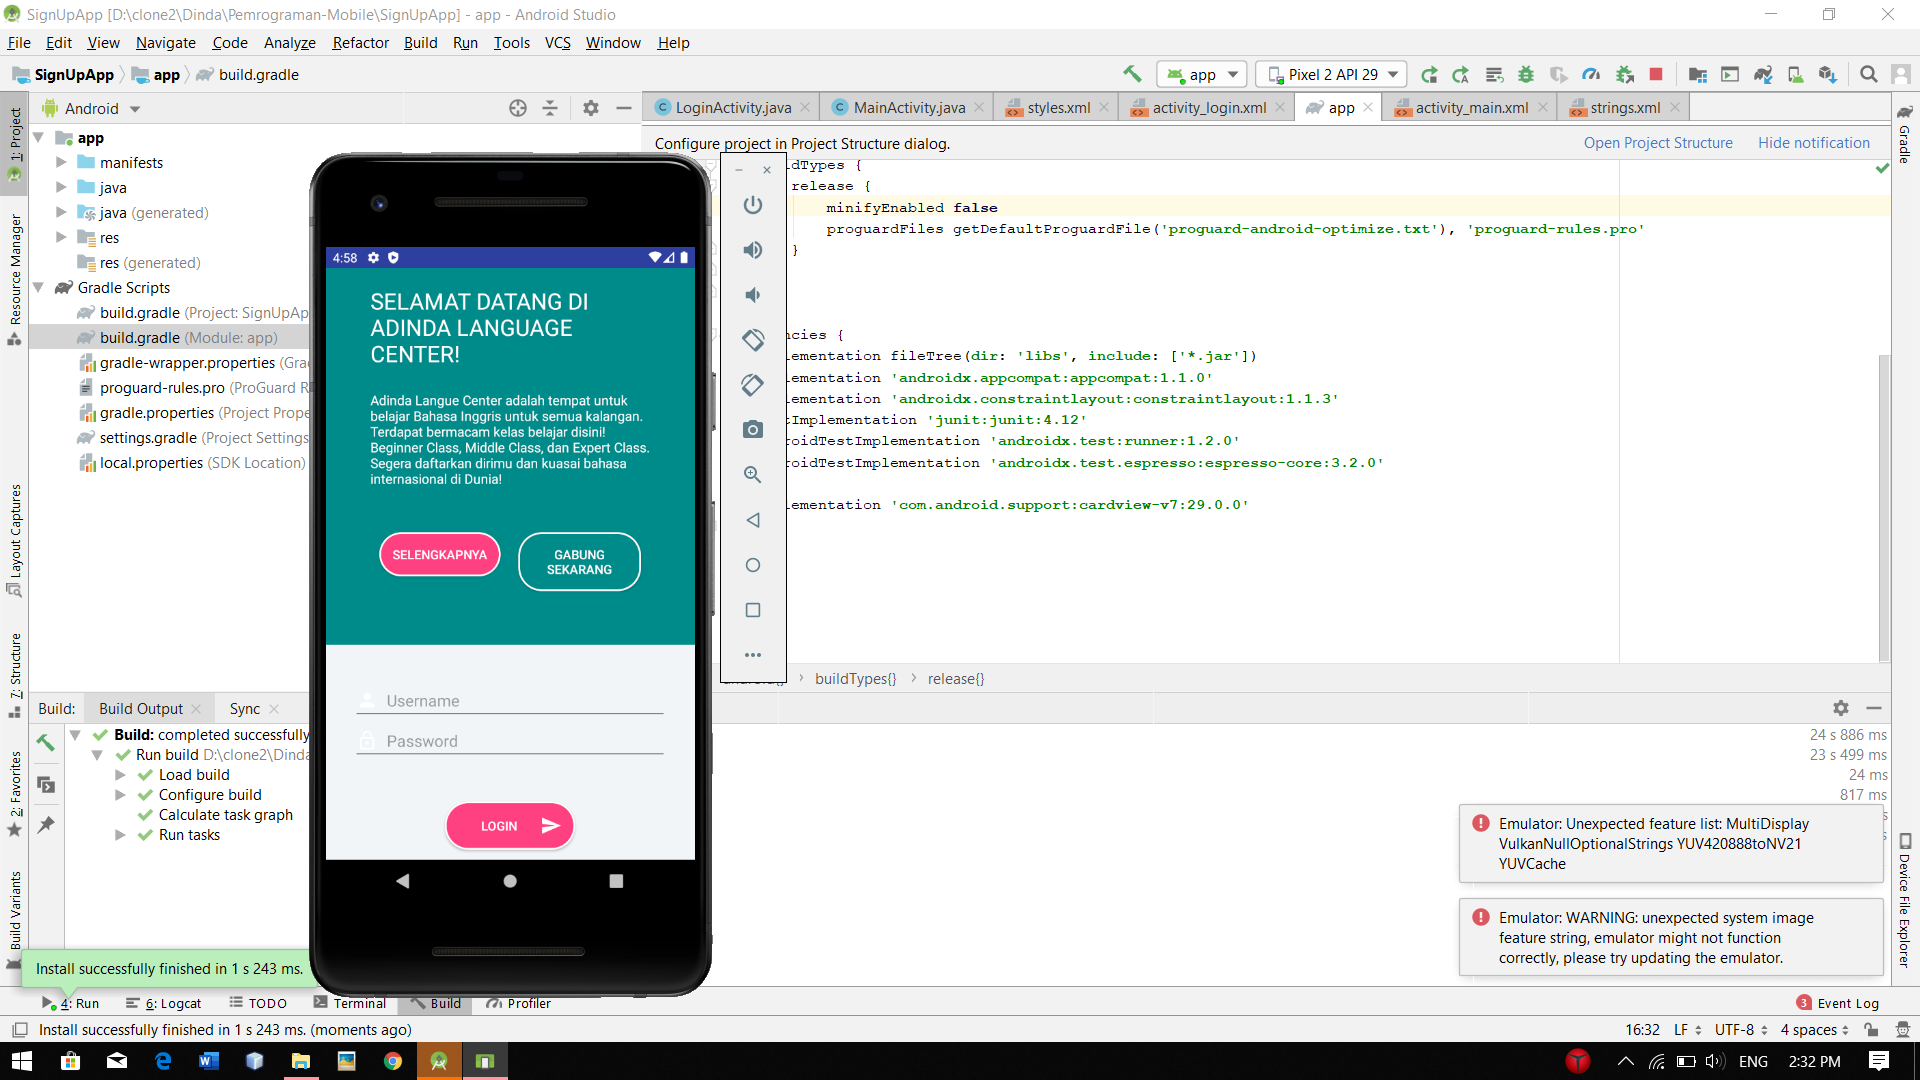 SignUpApp [D:\clone2\Dinda\Pemrograman-Mobile\SignUpApp] - app - Android Studio
File Edit View Navigate Code Analyze Refactor Build Run Tools VCS Window Help
SignUpApp app build.gradle
app Pixel 2 API 29
Android
LoginActivity.java MainActivity.java styles.xml activity_login.xml app activity_main.xml strings.xml
Configure project in Project Structure dialog. Open Project Structure Hide notification
1: Project
Resource Manager
Layout Captures
7: Structure
2: Favorites
Build Variants
Gradle
Device File Explorer
app
manifests
java
java (generated)
res
res (generated)
Gradle Scripts
build.gradle (Project: SignUpAp
build.gradle (Module: app)
gradle-wrapper.properties (Gra
proguard-rules.pro (ProGuard R
gradle.properties (Project Prope
settings.gradle (Project Settings
local.properties (SDK Location)
ldTypes {
release {
minifyEnabled false
proguardFiles getDefaultProguardFile('proguard-android-optimize.txt'), 'proguard-rules.pro'
}
ncies {
lementation fileTree(dir: 'libs', include: ['*.jar'])
lementation 'androidx.appcompat:appcompat:1.1.0'
lementation 'androidx.constraintlayout:constraintlayout:1.1.3'
tImplementation 'junit:junit:4.12'
roidTestImplementation 'androidx.test:runner:1.2.0'
roidTestImplementation 'androidx.test.espresso:espresso-core:3.2.0'
lementation 'com.android.support:cardview-v7:29.0.0'
buildTypes{} release{}
4:58
SELAMAT DATANG DI
ADINDA LANGUAGE
CENTER!
Adinda Langue Center adalah tempat untuk
belajar Bahasa Inggris untuk semua kalangan.
Terdapat bermacam kelas belajar disini!
Beginner Class, Middle Class, dan Expert Class.
Segera daftarkan dirimu dan kuasai bahasa
internasional di Dunia!
SELENGKAPNYA
GABUNG
SEKARANG
Username
Password
LOGIN
Build: Build Output Sync
Build: completed successfully 24 s 886 ms
Run build D:\clone2\Dinda 23 s 499 ms
Load build 24 ms
Configure build 817 ms
Calculate task graph
Run tasks
Emulator: Unexpected feature list: MultiDisplay
VulkanNullOptionalStrings YUV420888toNV21
YUVCache
Emulator: WARNING: unexpected system image
feature string, emulator might not function
correctly, please try updating the emulator.
Install successfully finished in 1 s 243 ms.
4: Run 6: Logcat TODO Terminal Build Profiler 3 Event Log
Install successfully finished in 1 s 243 ms. (moments ago) 16:32 LF UTF-8 4 spaces
ENG 2:32 PM